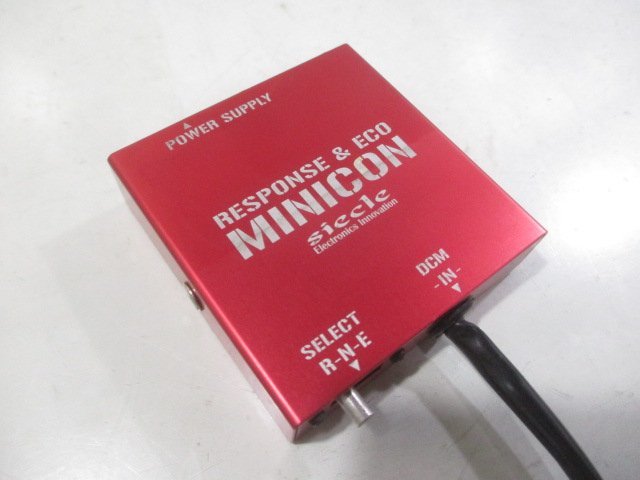 POWER SUPPLY
RESPONSE & ECO
MINICON
siecle
Electronics Innovation
DCM
-IN-
SELECT
R-N-E